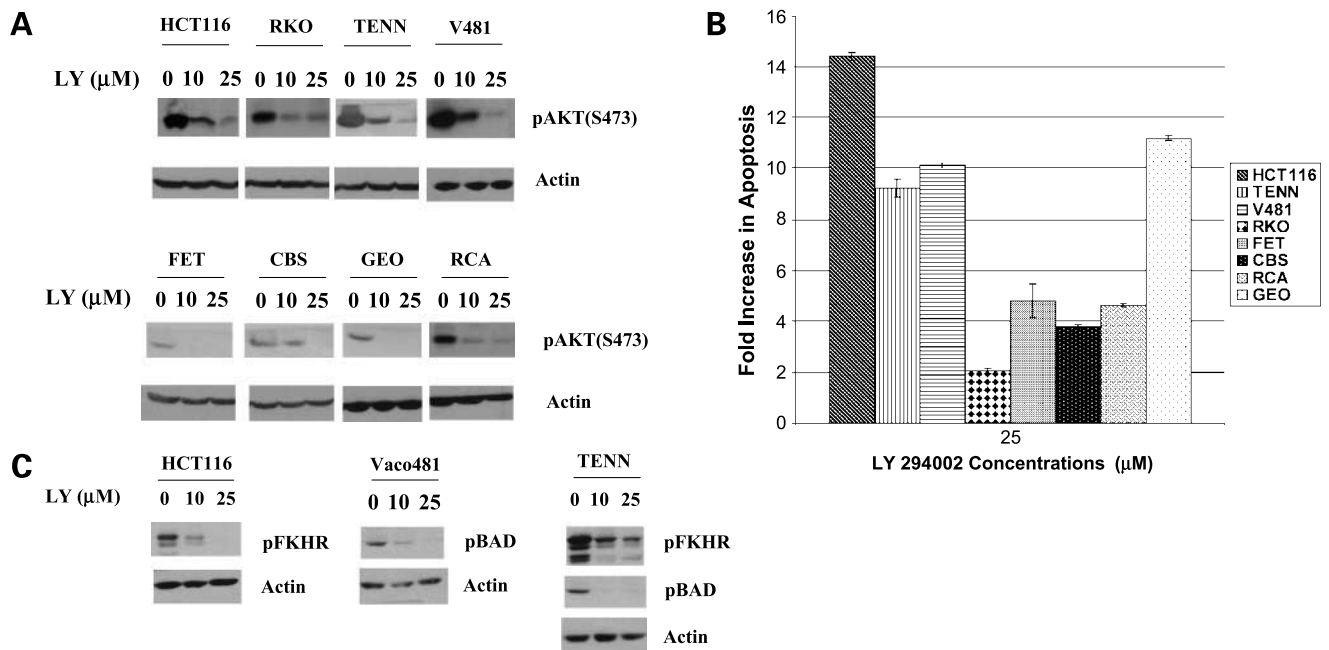 A
HCT116 RKO TENN V481
LY (μM) 0 10 25 0 10 25 0 10 25 0 10 25
pAKT(S473)
Actin
FET CBS GEO RCA
LY (μM) 0 10 25 0 10 25 0 10 25 0 10 25
pAKT(S473)
Actin
B
Fold Increase in Apoptosis
16
14
12
10
8
6
4
2
0
25
LY 294002 Concentrations (μM)
HCT116
TENN
V481
RKO
FET
CBS
RCA
GEO
C
HCT116 Vaco481 TENN
LY (μM) 0 10 25 0 10 25 0 10 25
pFKHR pBAD pFKHR
Actin Actin pBAD
Actin